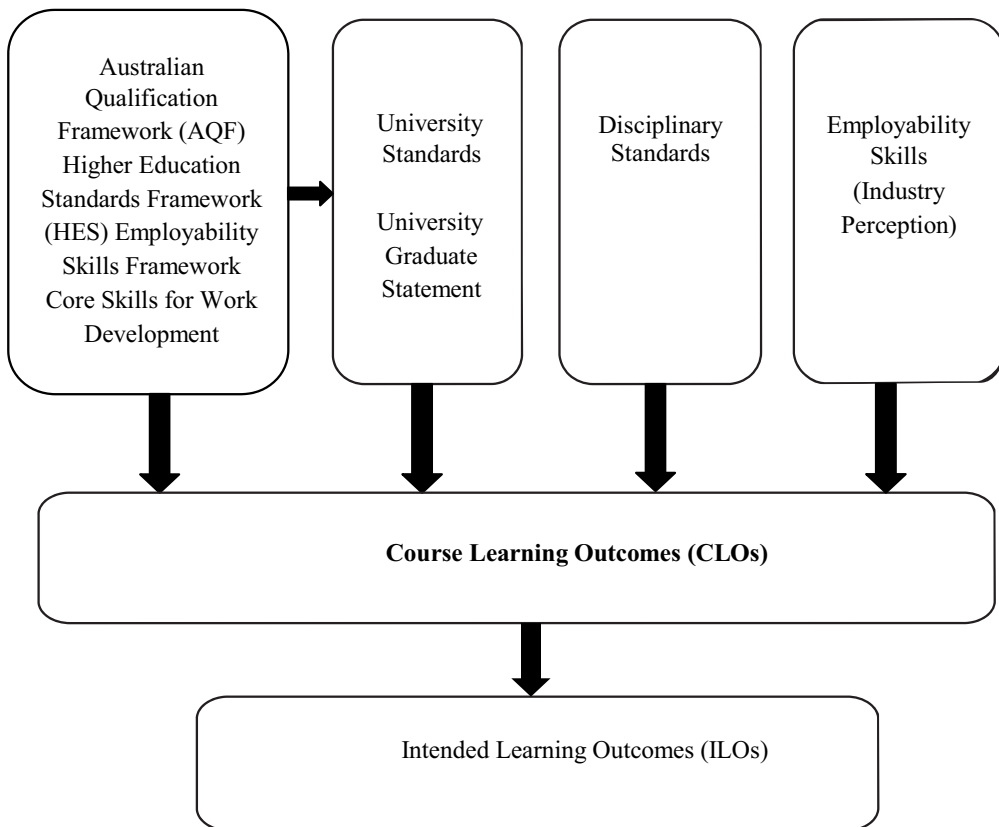 Australian
Qualification
Framework (AQF)
Higher Education
Standards Framework
(HES) Employability
Skills Framework
Core Skills for Work
Development
University
Standards
University
Graduate
Statement
Disciplinary
Standards
Employability
Skills
(Industry
Perception)
Course Learning Outcomes (CLOs)
Intended Learning Outcomes (ILOs)